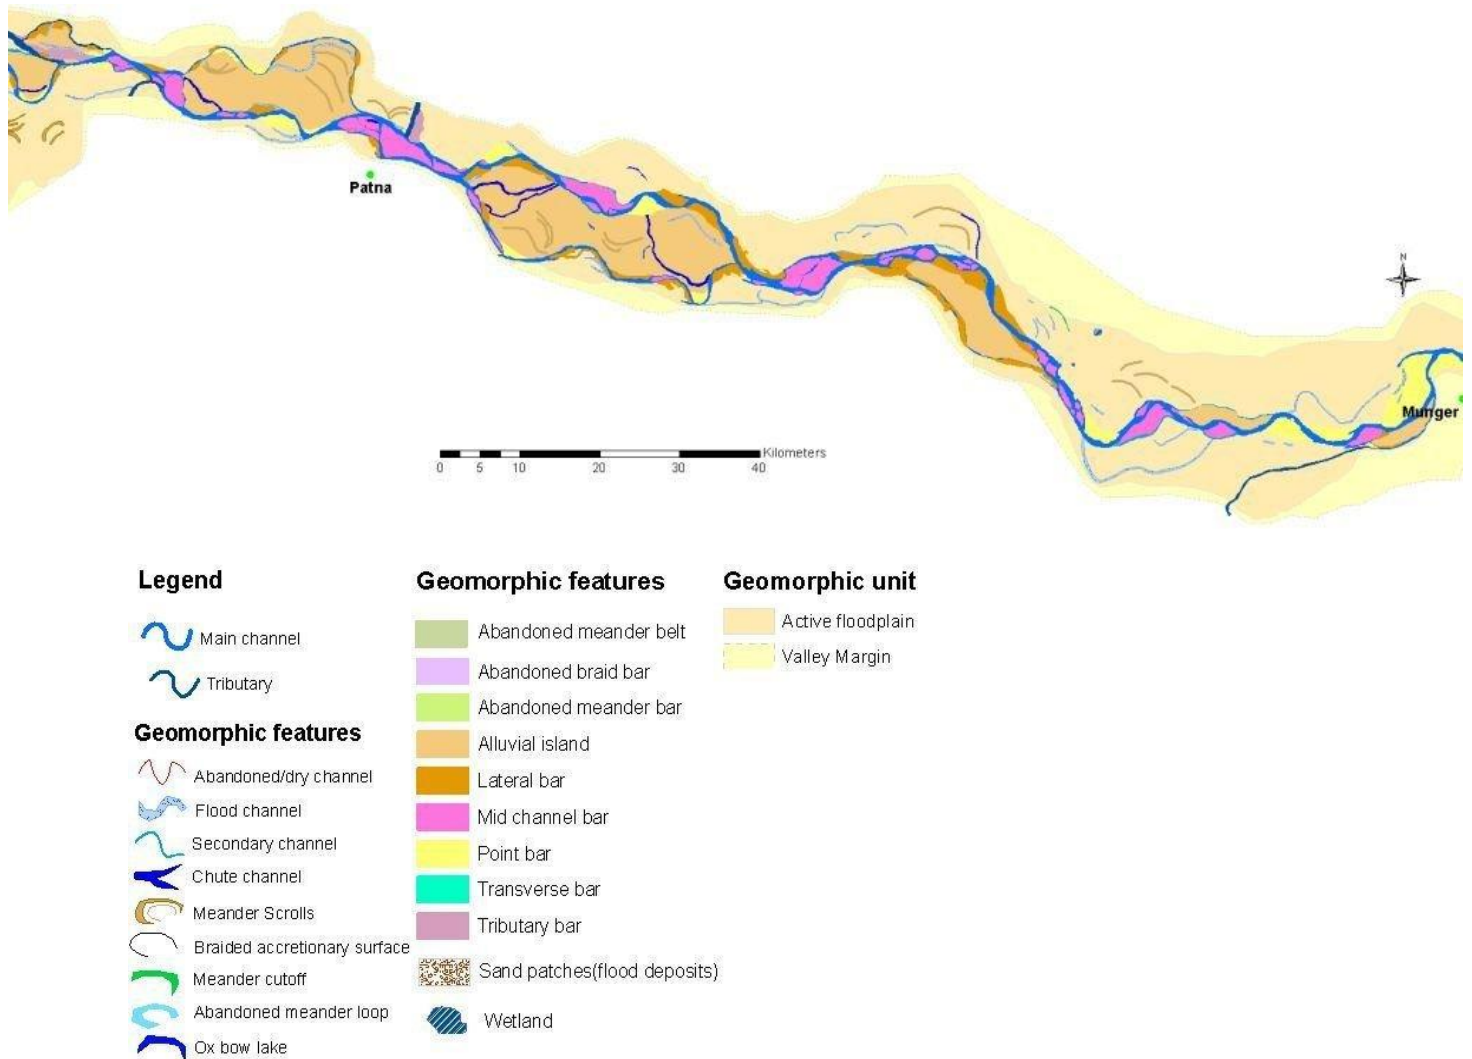 Patna
N
Munger
Kilometers
0 5 10 20 30 40
Legend
Main channel
Tributary
Geomorphic features
Abandoned/dry channel
Flood channel
Secondary channel
Chute channel
Meander Scrolls
Braided accretionary surface
Meander cutoff
Abandoned meander loop
Ox bow lake
Geomorphic features
Abandoned meander belt
Abandoned braid bar
Abandoned meander bar
Alluvial island
Lateral bar
Mid channel bar
Point bar
Transverse bar
Tributary bar
Sand patches(flood deposits)
Wetland
Geomorphic unit
Active floodplain
Valley Margin